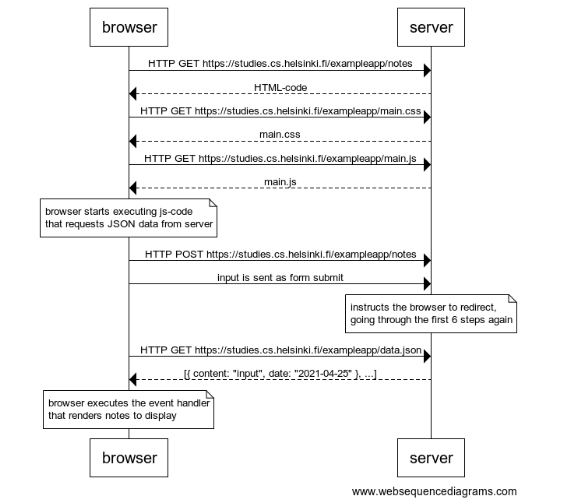 browser
server
HTTP GET https://studies.cs.helsinki.fi/exampleapp/notes
HTML-code
HTTP GET https://studies.cs.helsinki.fi/exampleapp/main.css
main.css
HTTP GET https://studies.cs.helsinki.fi/exampleapp/main.js
main.js
browser starts executing js-code
that requests JSON data from server
HTTP POST https://studies.cs.helsinki.fi/exampleapp/notes
input is sent as form submit
instructs the browser to redirect,
going through the first 6 steps again
HTTP GET https://studies.cs.helsinki.fi/exampleapp/data.json
[{ content: "input", date: "2021-04-25" }, ...]
browser executes the event handler
that renders notes to display
browser
server
www.websequencediagrams.com